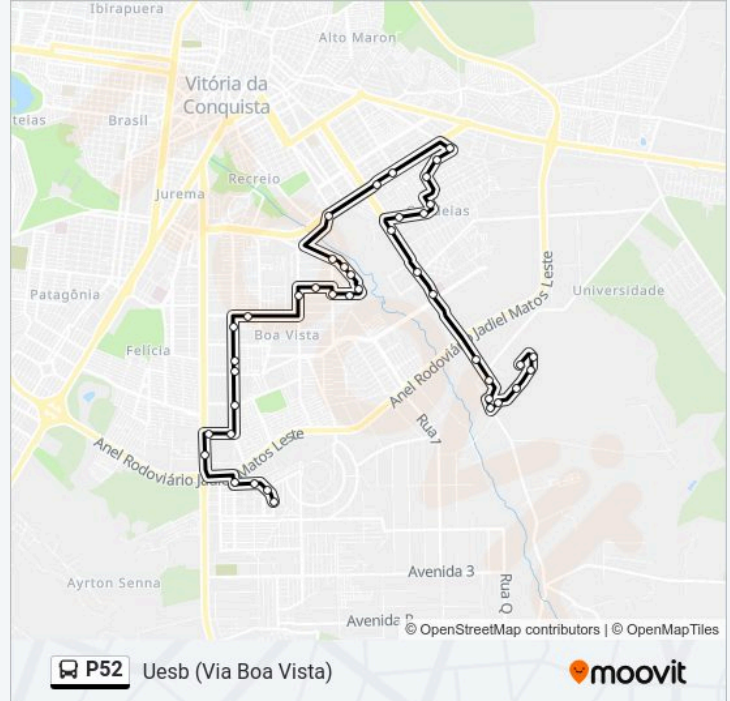 Ibirapuera
Alto Maron
Vitória da
Conquista
teias
Brasil
Recreio
Jurema
deias
Patagônia
Universidade
Boa Vista
Felícia
Anel Rodoviário Jadiel Matos Leste
Rua 1
Anel Rodoviário Jadiel Matos Leste
Avenida 3
Rua Q
Ayrton Senna
Avenida B
© OpenStreetMap contributors | © OpenMapTiles
P52
Uesb (Via Boa Vista)
moovit